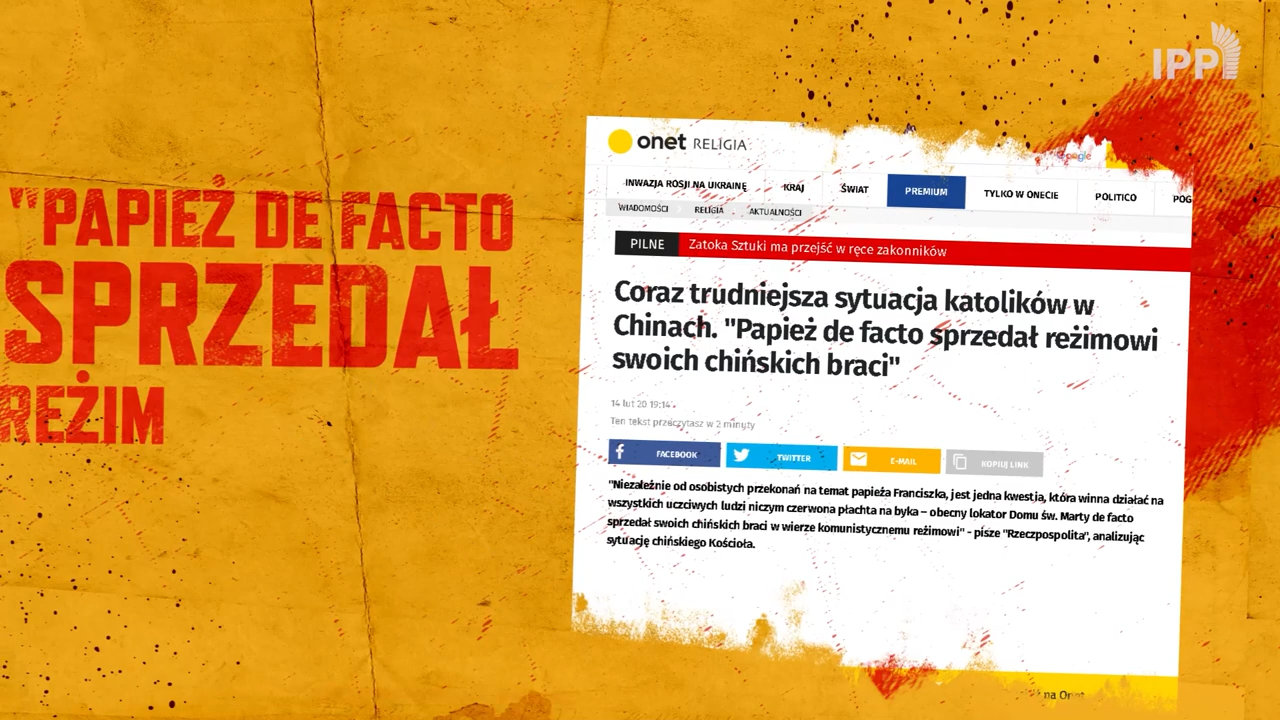 IPP
"PAPIEŻ DE FACTO
SPRZEDAŁ
REŻIM
onet RELIGIA
Google
INWAZJA ROSJI NA UKRAINĘ KRAJ ŚWIAT PREMIUM TYLKO W ONECIE POLITICO POG
WIADOMOŚCI RELIGIA AKTUALNOŚCI
PILNE Zatoka Sztuki ma przejść w ręce zakonników
Coraz trudniejsza sytuacja katolików w
Chinach. "Papież de facto sprzedał reżimowi
swoich chińskich braci"
14 lut 20 19:14
Ten tekst przeczytasz w 2 minuty
FACEBOOK TWITTER E-MAIL KOPIUJ LINK
"Niezależnie od osobistych przekonań na temat papieża Franciszka, jest jedna kwestia, która winna działać na
wszystkich uczciwych ludzi niczym czerwona płachta na byka – obecny lokator Domu św. Marty de facto
sprzedał swoich chińskich braci w wierze komunistycznemu reżimowi" - pisze "Rzeczpospolita", analizując
sytuację chińskiego Kościoła.
na